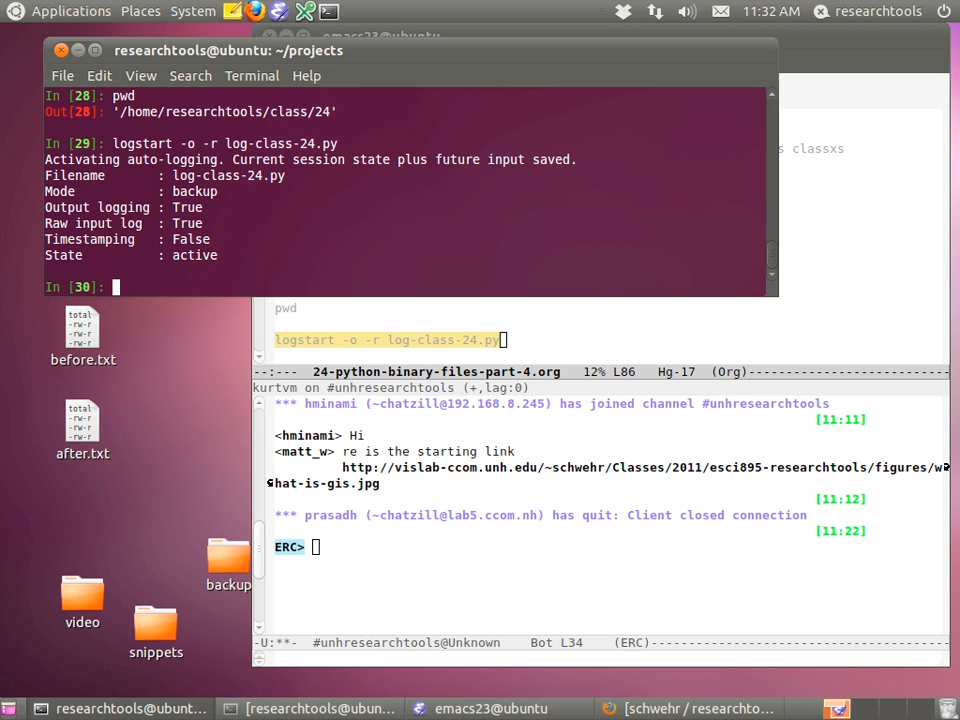 Applications Places System 11:32 AM researchtools
emacs23@ubuntu
researchtools@ubuntu: ~/projects
File Edit View Search Terminal Help
In [28]: pwd
Out[28]: '/home/researchtools/class/24'
In [29]: logstart -o -r log-class-24.py
Activating auto-logging. Current session state plus future input saved.
Filename       : log-class-24.py
Mode           : backup
Output logging : True
Raw input log  : True
Timestamping   : False
State          : active
In [30]:
s classxs
pwd
logstart -o -r log-class-24.py
--:---  24-python-binary-files-part-4.org   12% L86   Hg-17  (Org)-------------------------
kurtvm on #unhresearchtools (+,lag:0)
*** hminami (~chatzill@192.168.8.245) has joined channel #unhresearchtools
[11:11]
<hminami> Hi
<matt_w> re is the starting link
http://vislab-ccom.unh.edu/~schwehr/Classes/2011/esci895-researchtools/figures/w
hat-is-gis.jpg
[11:12]
*** prasadh (~chatzill@lab5.ccom.nh) has quit: Client closed connection
[11:22]
ERC>
-U:**-  #unhresearchtools@Unknown    Bot L34    (ERC)-------------------------------------
total
-rw-r
-rw-r
-rw-r
before.txt
total
-rw-r
-rw-r
-rw-r
after.txt
backup
video
snippets
researchtools@ubunt... [researchtools@ubun... emacs23@ubuntu [schwehr / researchto...